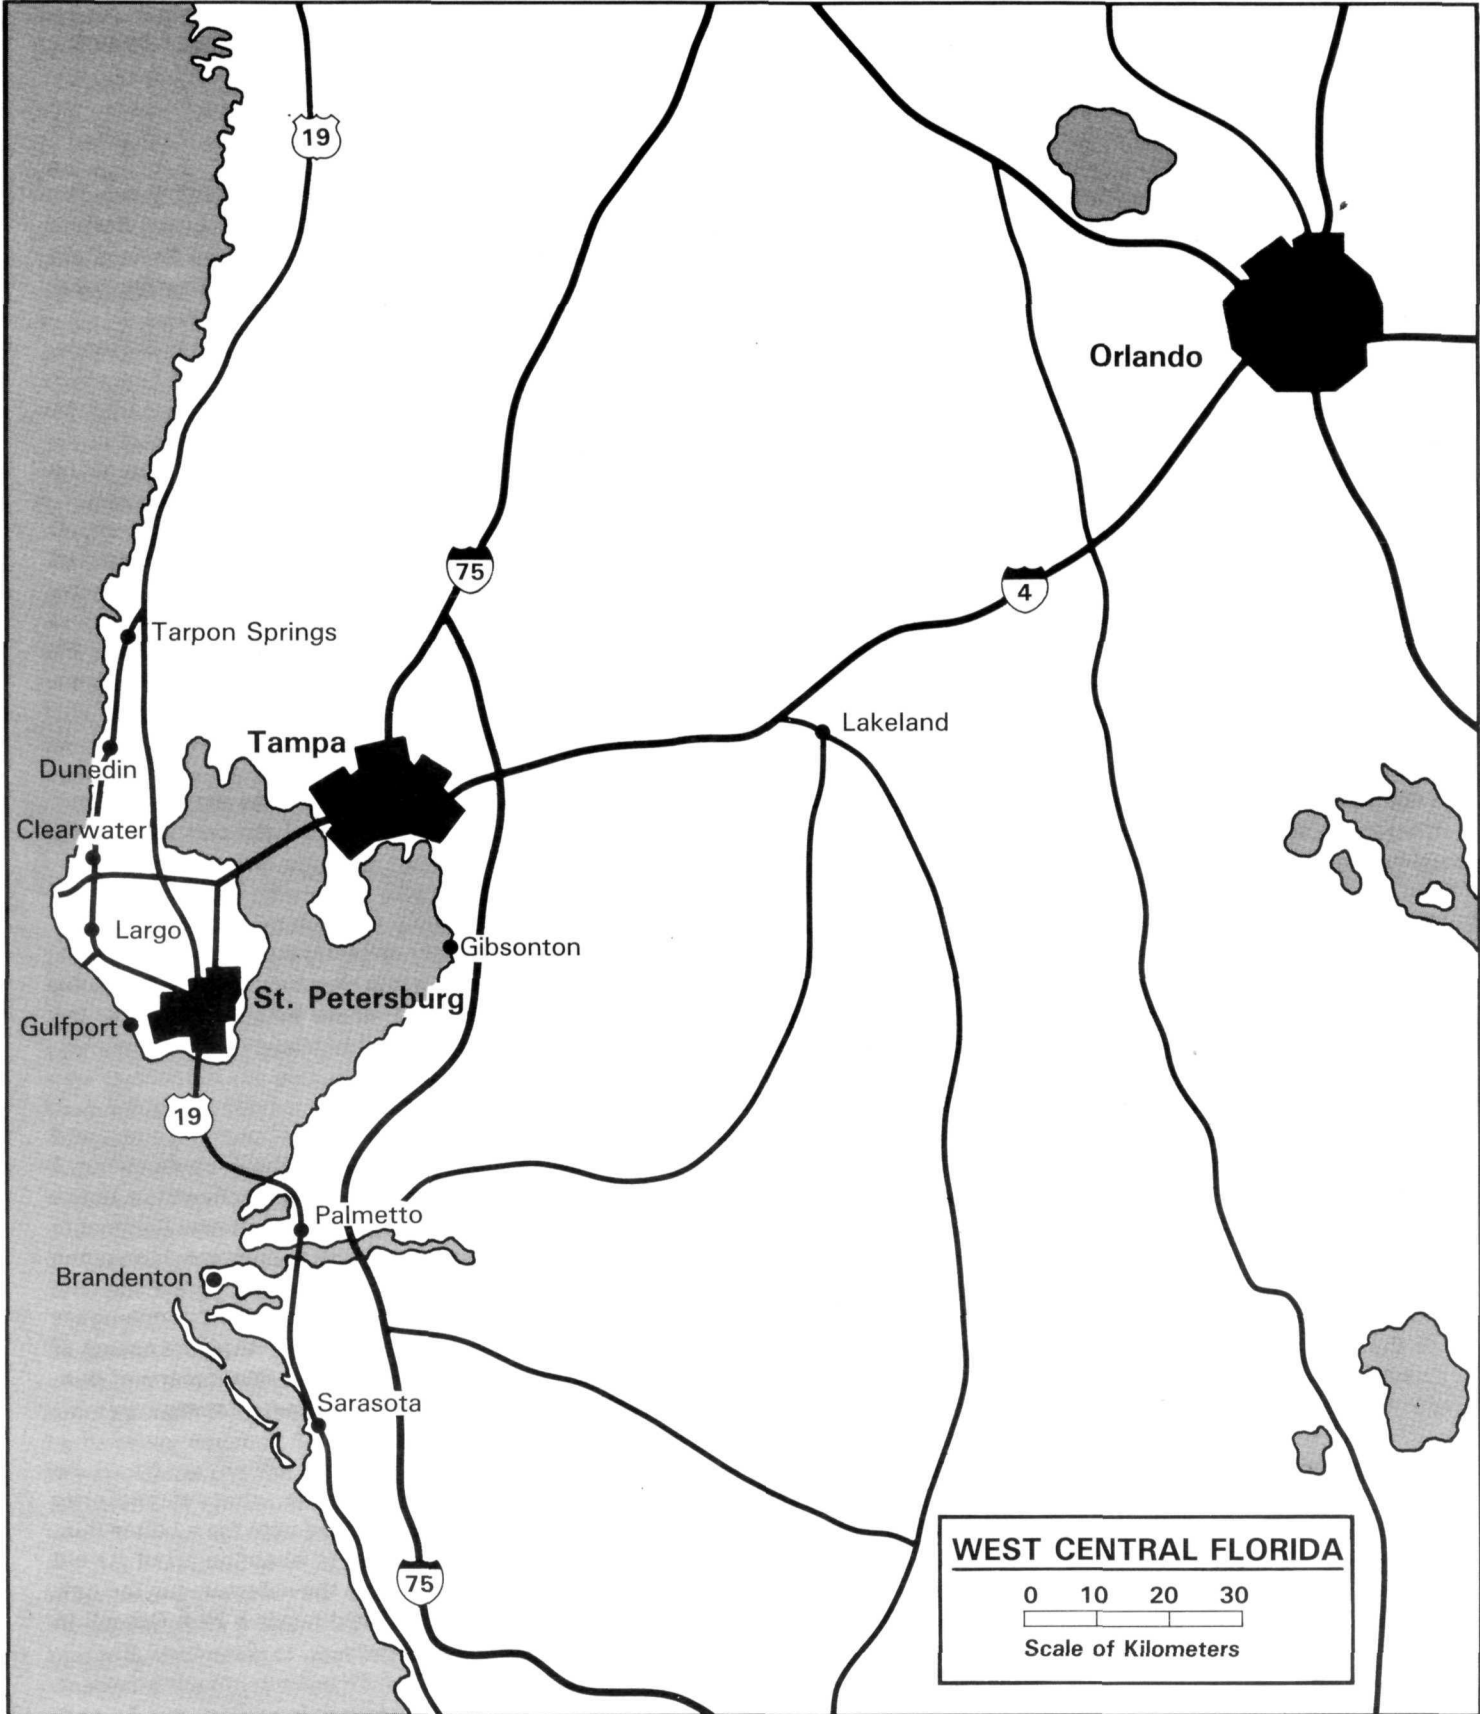 19
Orlando
75
4
Tarpon Springs
Lakeland
Tampa
Dunedin
Clearwater
Largo
Gibsonton
St. Petersburg
Gulfport
19
Palmetto
Brandenton
Sarasota
75
WEST CENTRAL FLORIDA
0 10 20 30
Scale of Kilometers